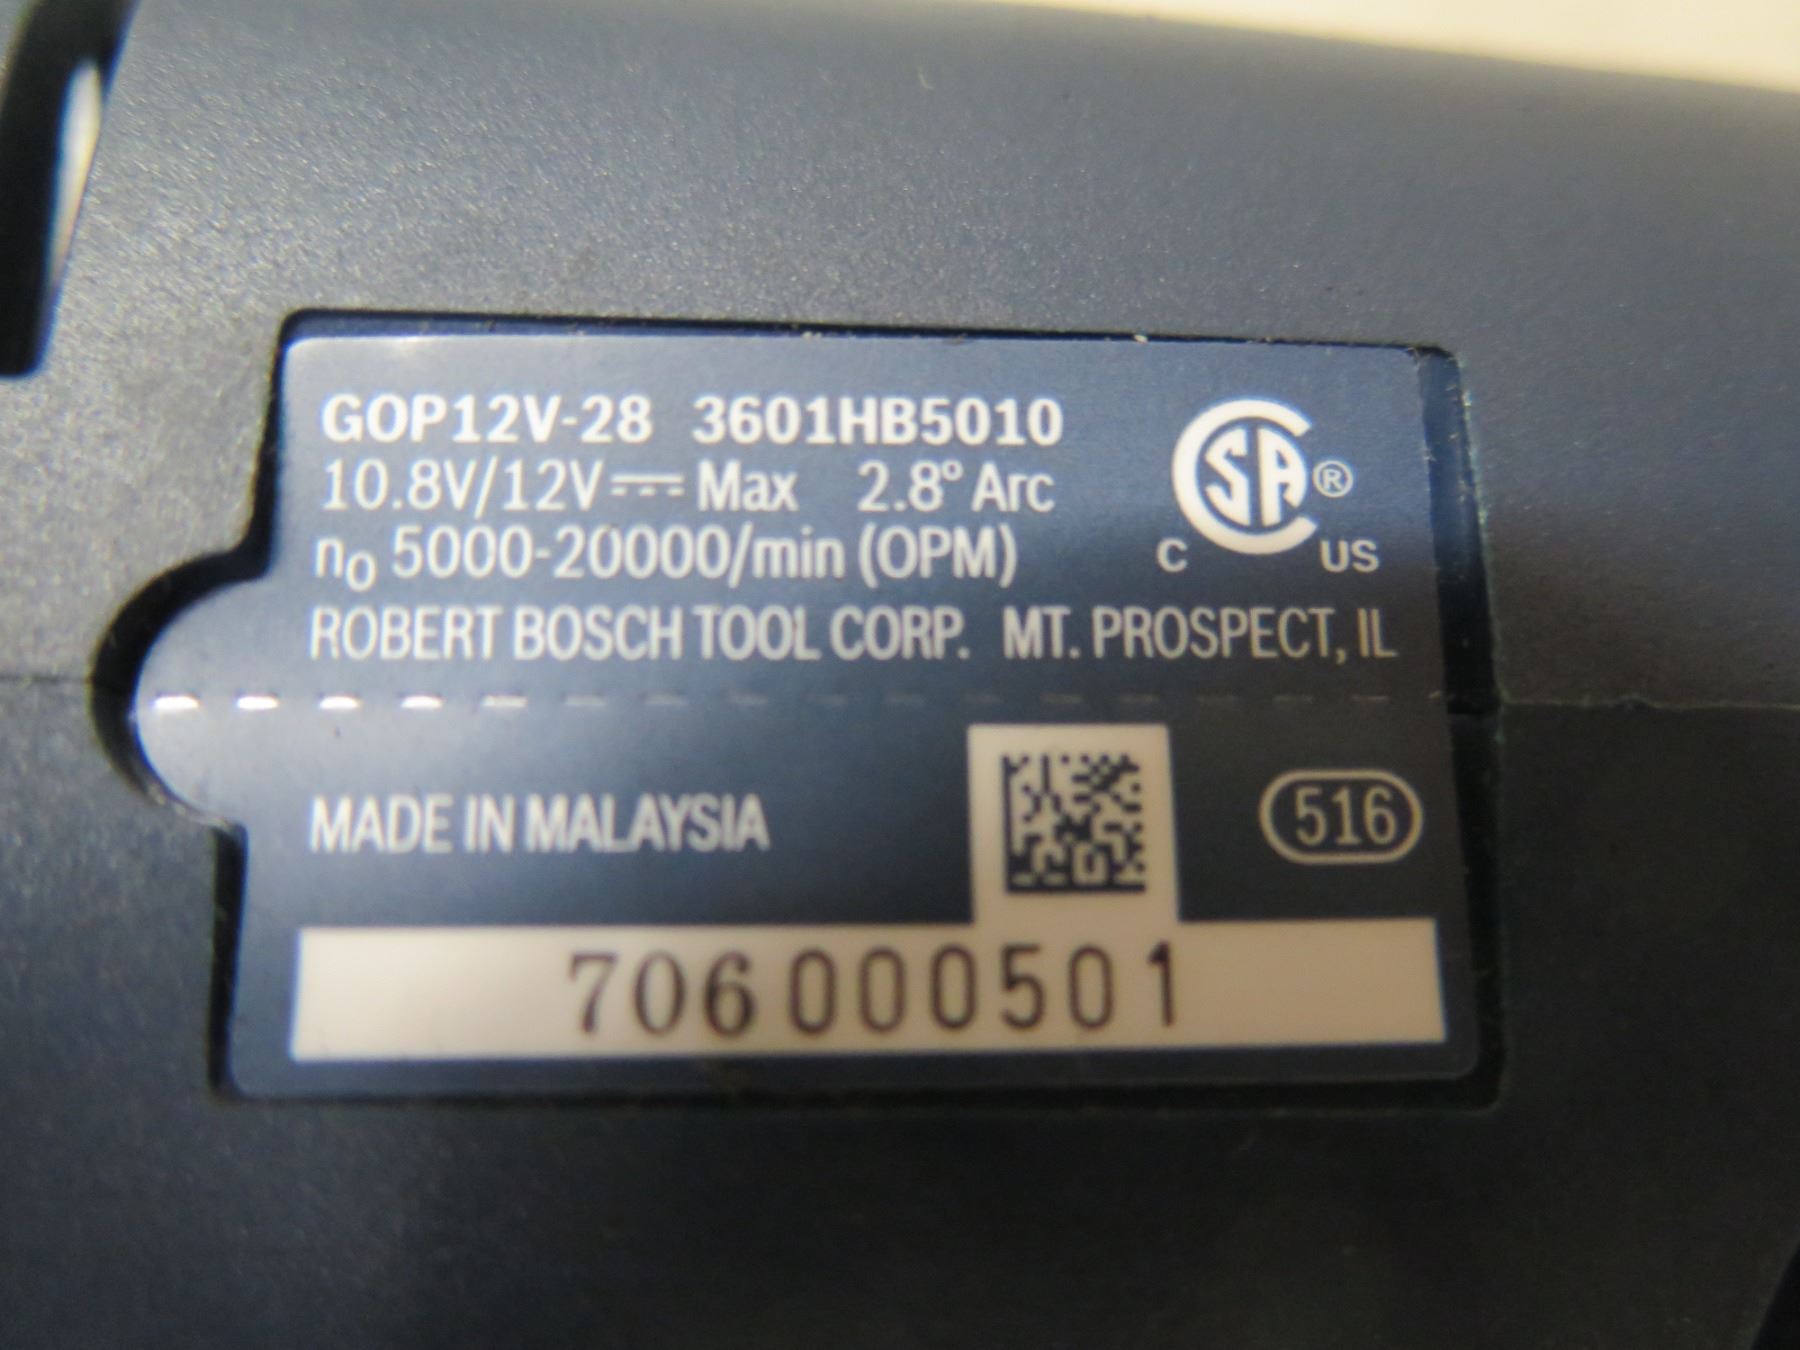 GOP12V-28 3601HB5010
10.8V/12V⎓ Max 2.8° Arc
n₀ 5000-20000/min (OPM)
ROBERT BOSCH TOOL CORP. MT. PROSPECT, IL
CSA®
C US
MADE IN MALAYSIA
516
706000501